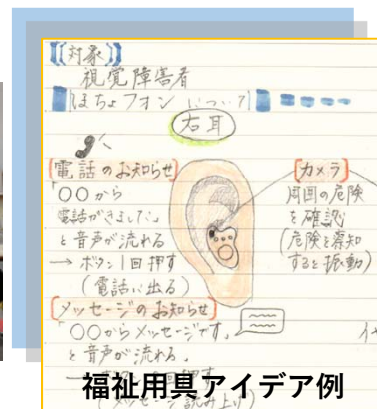 【(対象)】
視覚障害者
ほちょフォン について
右耳
[電話のお知らせ]
「〇〇から
電話がきました。」
と音声が流れる
→ ボタン1回押す
(電話に出る)
[カメラ]
周囲の危険
を確認
(危険を察知
すると振動)
[メッセージのお知らせ]
「〇〇からメッセージです。」
と音声が流れる。
福祉用具アイデア例